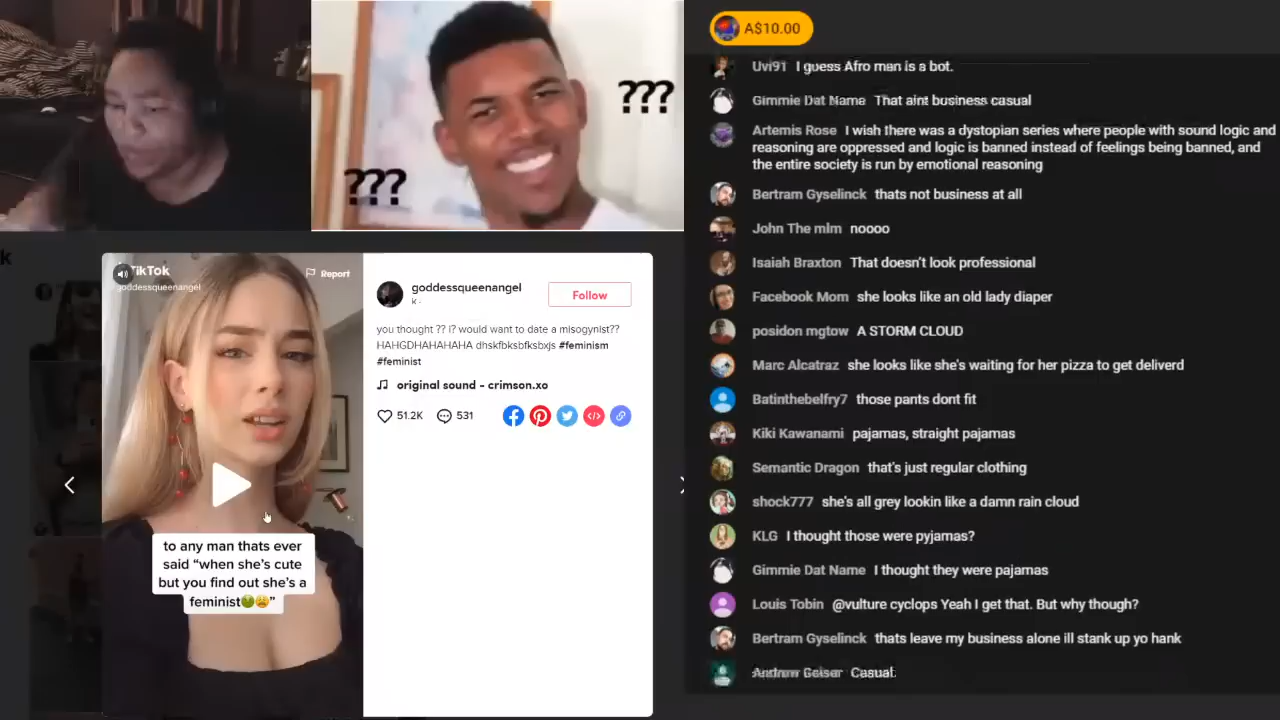 ???
???
A$10.00
Uvi91 I guess Afro man is a bot.
Gimmie Dat Name That aint business casual
Artemis Rose I wish there was a dystopian series where people with sound logic and
reasoning are oppressed and logic is banned instead of feelings being banned, and
the entire society is run by emotional reasoning
Bertram Gyselinck thats not business at all
John The mlm noooo
Isaiah Braxton That doesn't look professional
Facebook Mom she looks like an old lady diaper
posidon mgtow A STORM CLOUD
Marc Alcatraz she looks like she's waiting for her pizza to get deliverd
Batinthebelfry7 those pants dont fit
Kiki Kawanami pajamas, straight pajamas
Semantic Dragon that's just regular clothing
shock777 she's all grey lookin like a damn rain cloud
KLG I thought those were pyjamas?
Gimmie Dat Name I thought they were pajamas
Louis Tobin @vulture cyclops Yeah I get that. But why though?
Bertram Gyselinck thats leave my business alone ill stank up yo hank
Casual.
k
TikTok
goddessqueenangel
Report
to any man thats ever
said “when she's cute
but you find out she's a
feminist🤢😩”
goddessqueenangel
k -
Follow
you thought ?? I? would want to date a misogynist??
HAHGDHAHAHAHA dhskfbksbfksbxjs #feminism
#feminist
original sound - crimson.xo
51.2K 531